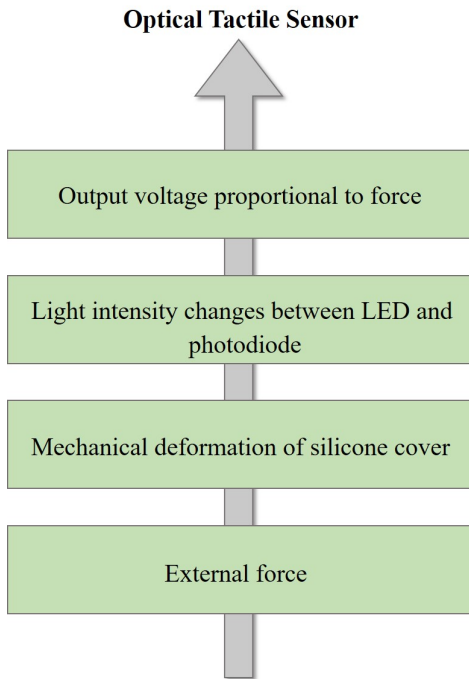 Optical Tactile Sensor
Output voltage proportional to force
Light intensity changes between LED and
photodiode
Mechanical deformation of silicone cover
External force